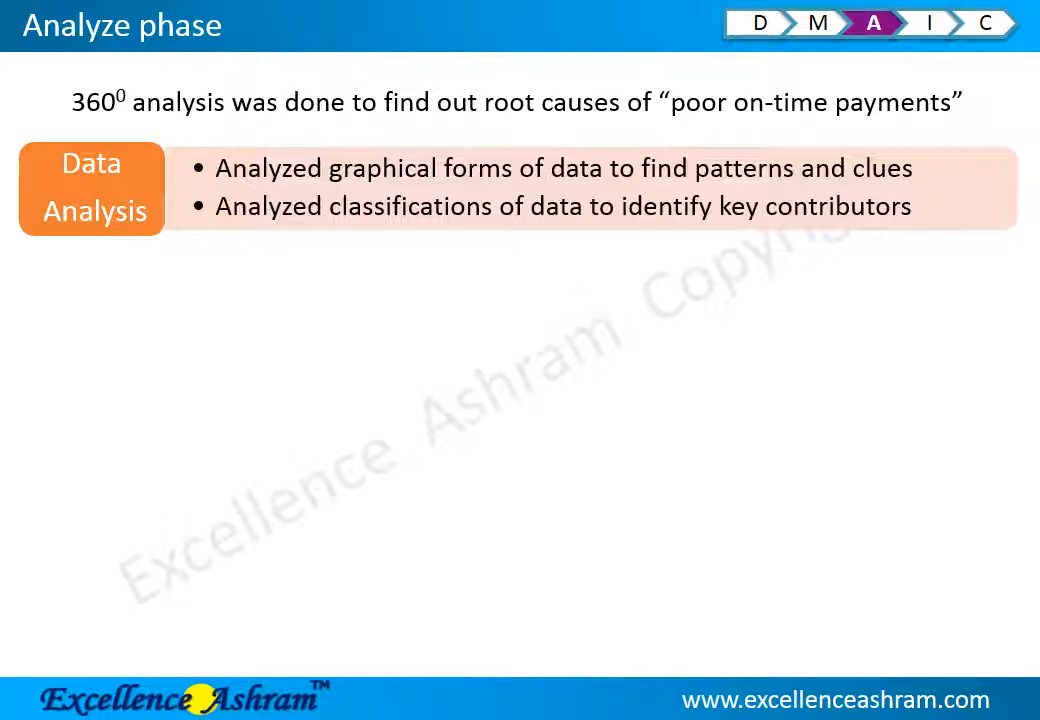 Analyze phase
D M A I C
360⁰ analysis was done to find out root causes of “poor on-time payments”
Data
Analysis
• Analyzed graphical forms of data to find patterns and clues
• Analyzed classifications of data to identify key contributors
Excellence Ashram
Excellence Ashram™
www.excellenceashram.com